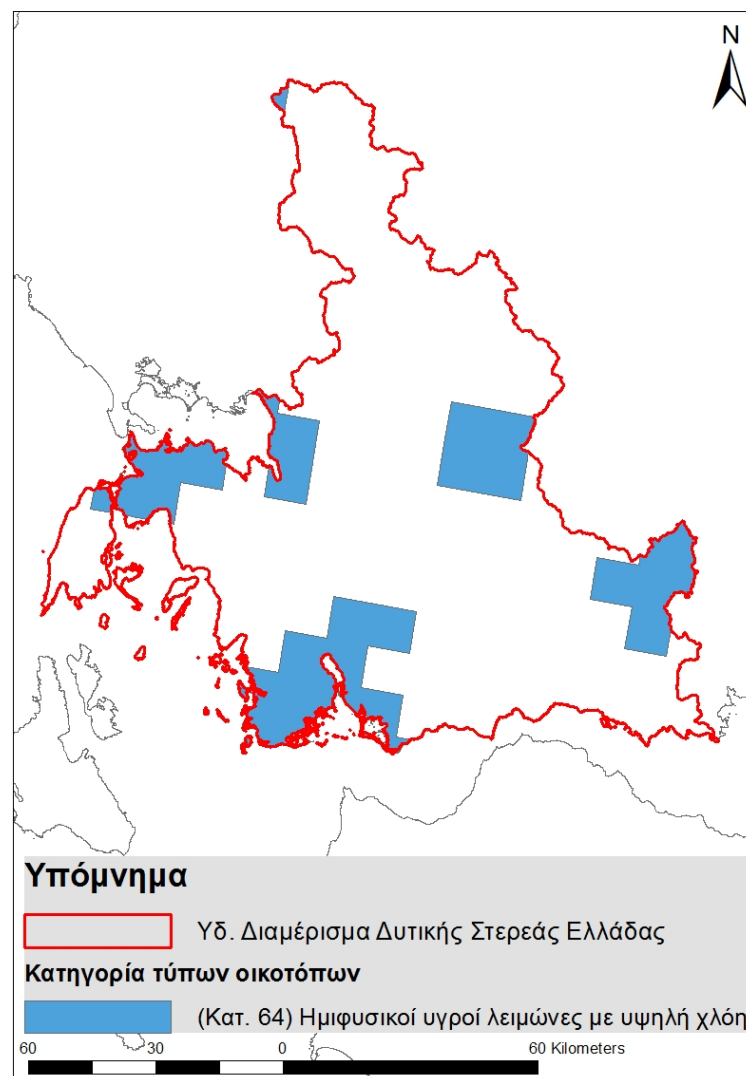 N
Υπόμνημα
Υδ. Διαμέρισμα Δυτικής Στερεάς Ελλάδας
Κατηγορία τύπων οικοτόπων
(Κατ. 64) Ημιφυσικοί υγροί λειμώνες με υψηλή χλόη
60 30 0 60 Kilometers